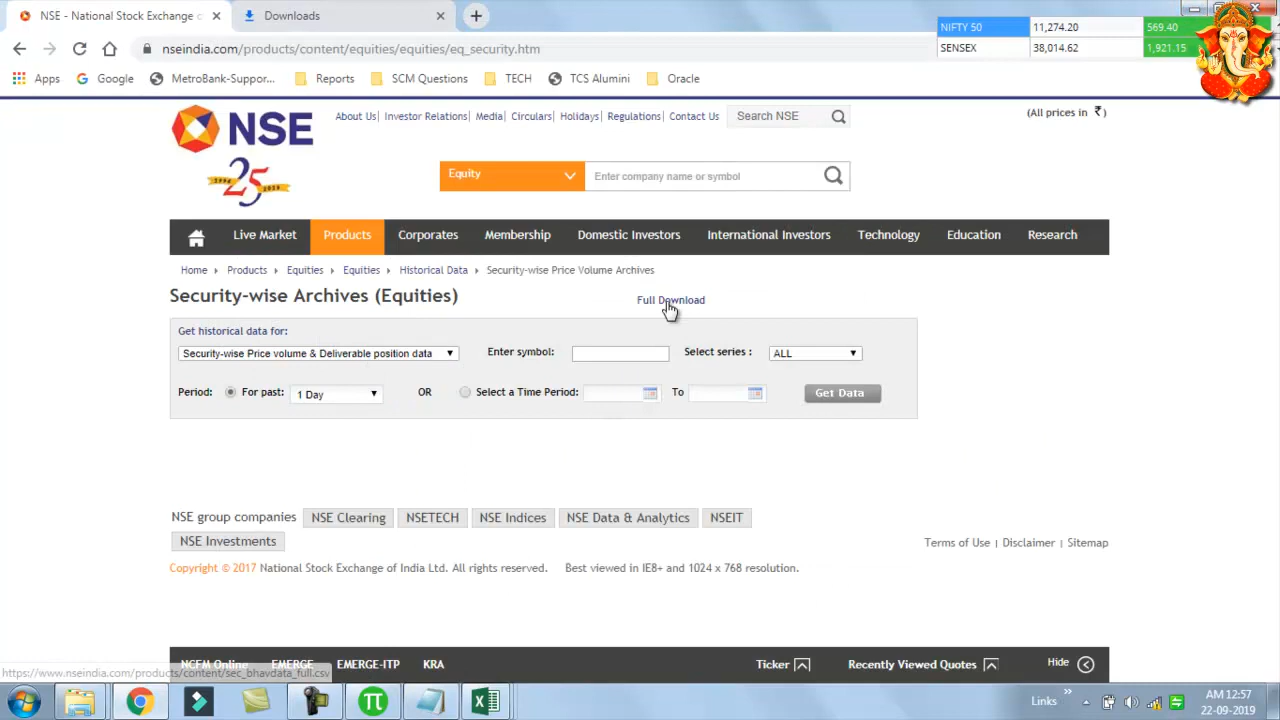 NSE - National Stock Exchange o
Downloads
nseindia.com/products/content/equities/equities/eq_security.htm
NIFTY 50 11,274.20 569.40
SENSEX 38,014.62 1,921.15
Apps Google MetroBank-Suppor... Reports SCM Questions TECH TCS Alumini Oracle
NSE
1994 25 2019
About Us| Investor Relations| Media| Circulars| Holidays| Regulations| Contact Us
Search NSE
(All prices in ₹)
Equity
Enter company name or symbol
Live Market Products Corporates Membership Domestic Investors International Investors Technology Education Research
Home Products Equities Equities Historical Data Security-wise Price Volume Archives
Security-wise Archives (Equities)
Full Download
Get historical data for:
Security-wise Price volume & Deliverable position data
Enter symbol:
Select series :
ALL
Period: For past: 1 Day OR Select a Time Period: To Get Data
NSE group companies NSE Clearing NSETECH NSE Indices NSE Data & Analytics NSEIT
NSE Investments
Terms of Use | Disclaimer | Sitemap
Copyright © 2017 National Stock Exchange of India Ltd. All rights reserved. Best viewed in IE8+ and 1024 x 768 resolution.
NCFM Online EMERGE EMERGE-ITP KRA
Ticker
Recently Viewed Quotes
Hide
https://www.nseindia.com/products/content/sec_bhavdata_full.csv
Links
AM 12:57
22-09-2019